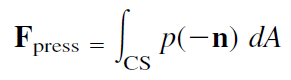 F_press = ∫_CS p(−n) dA